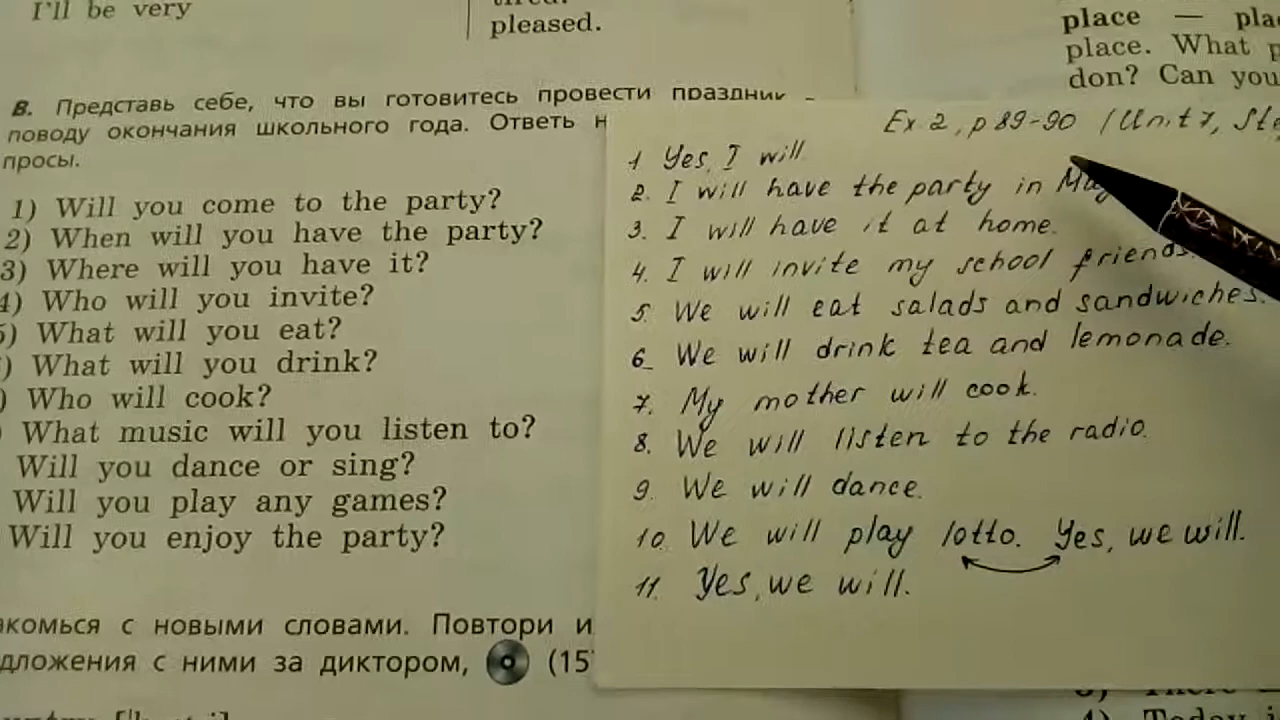 I'll be very
pleased.
place — 
place. What
don? Can you
В. Представь себе, что вы готовитесь провести праздник
поводу окончания школьного года. Ответь
просы.
1) Will you come to the party?
2) When will you have the party?
3) Where will you have it?
4) Who will you invite?
5) What will you eat?
) What will you drink?
) Who will cook?
What music will you listen to?
Will you dance or sing?
Will you play any games?
Will you enjoy the party?
акомься с новыми словами. Повтори и
дложения с ними за диктором, (15
Ex. 2, p 89-90 /Unit 7,
1 Yes, I will
2. I will have the party in May
3. I will have it at home.
4. I will invite my school friends.
5. We will eat salads and sandwiches.
6. We will drink tea and lemonade.
7. My mother will cook.
8. We will listen to the radio.
9. We will dance.
10. We will play lotto. Yes, we will.
11. Yes, we will.
4) Today